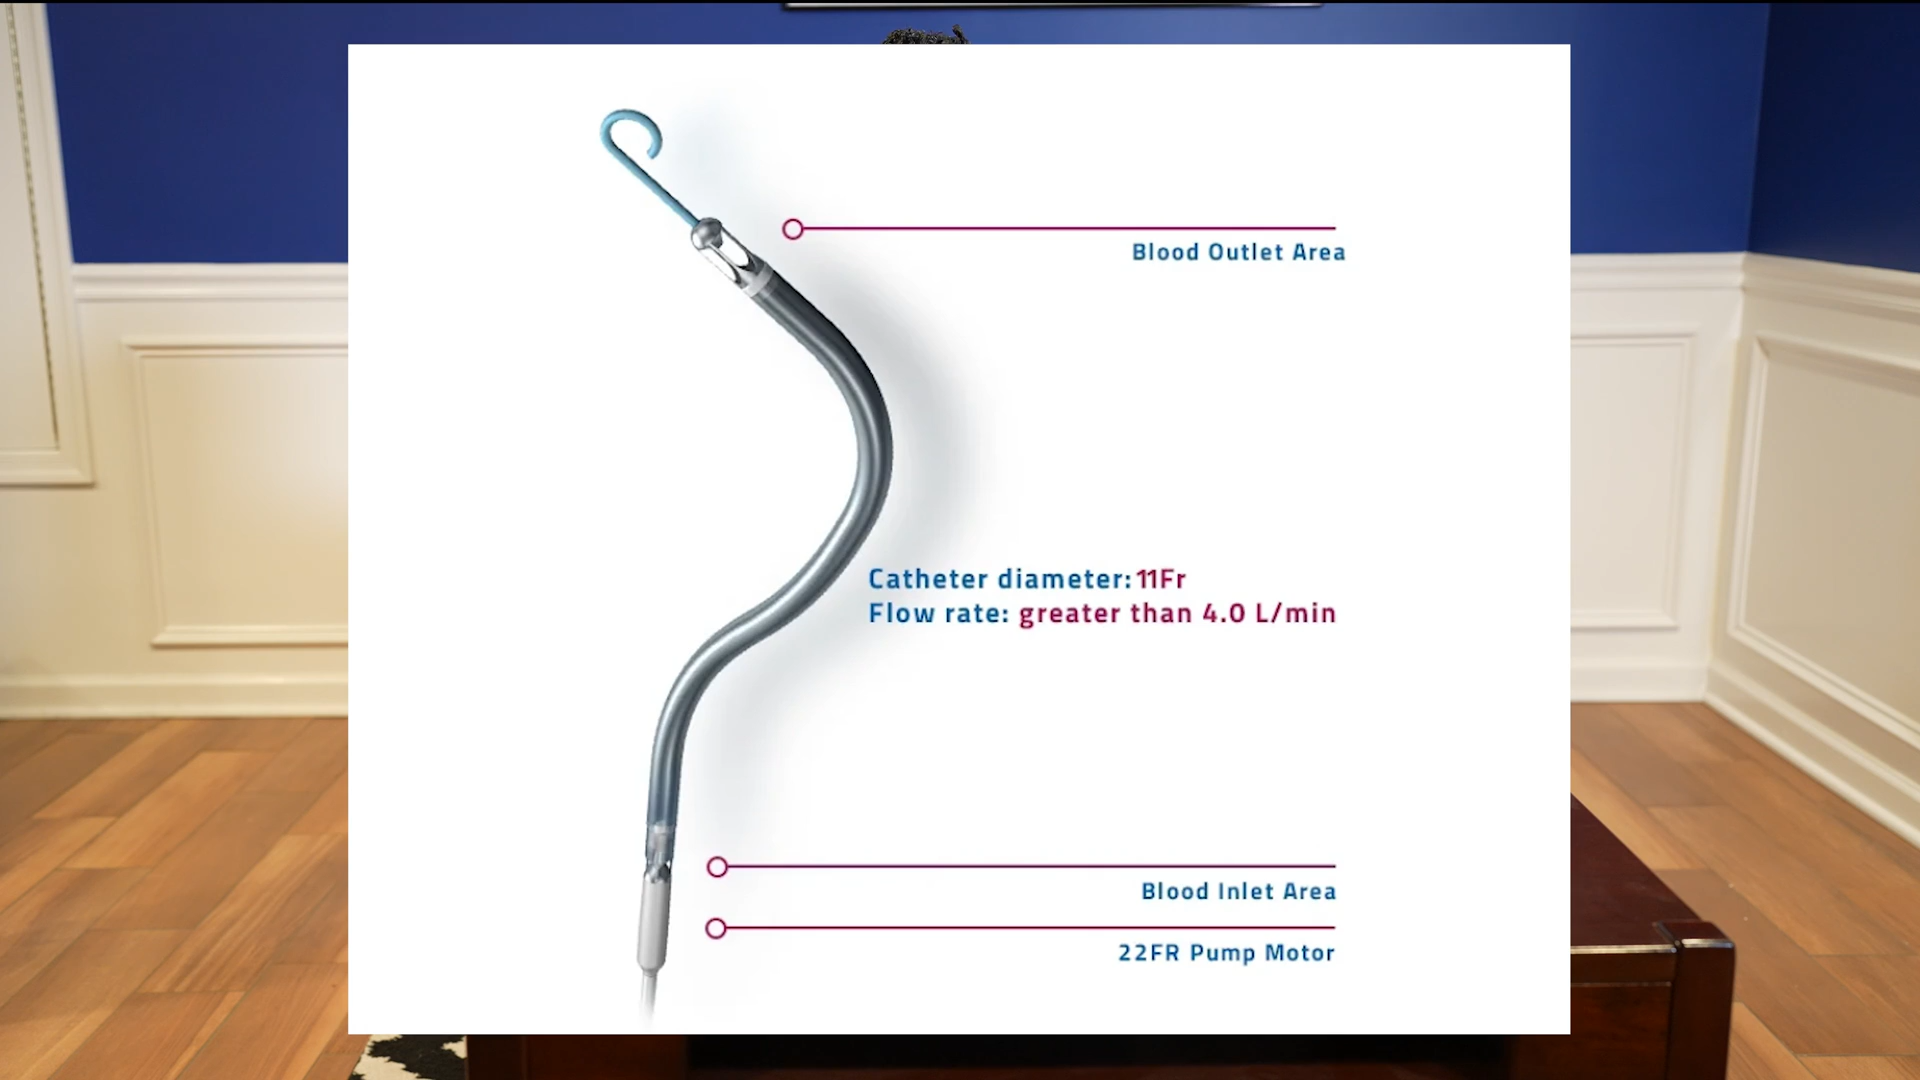 Blood Outlet Area
Catheter diameter: 11Fr
Flow rate: greater than 4.0 L/min
Blood Inlet Area
22FR Pump Motor